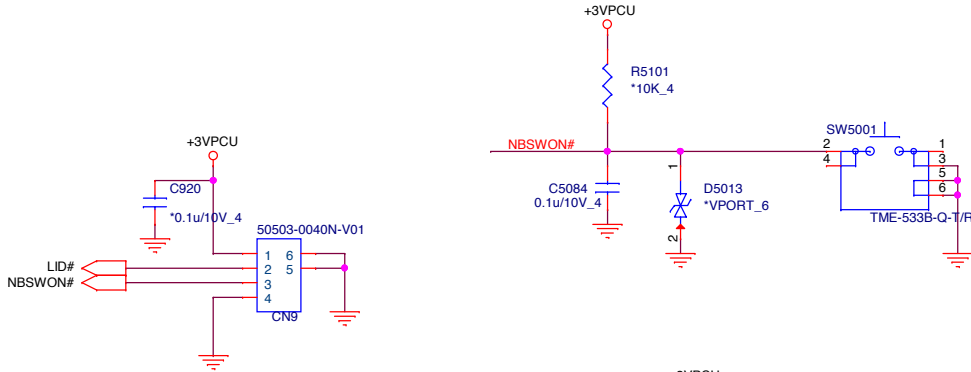 +3VPCU
R5101
*10K_4
SW5001
NBSWON#
2
1
4
3
5
6
TME-533B-Q-T/R
1
C5084
0.1u/10V_4
D5013
*VPORT_6
2
+3VPCU
C920
*0.1u/10V_4
50503-0040N-V01
LID#
NBSWON#
1 6
2 5
3
4
CN9